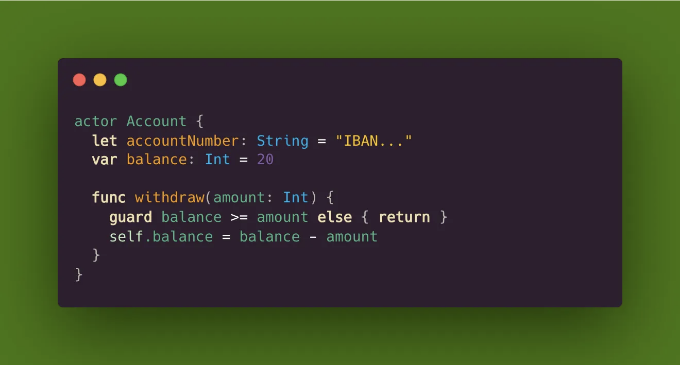 actor Account {
  let accountNumber: String = "IBAN..."
  var balance: Int = 20

  func withdraw(amount: Int) {
    guard balance >= amount else { return }
    self.balance = balance - amount
  }
}